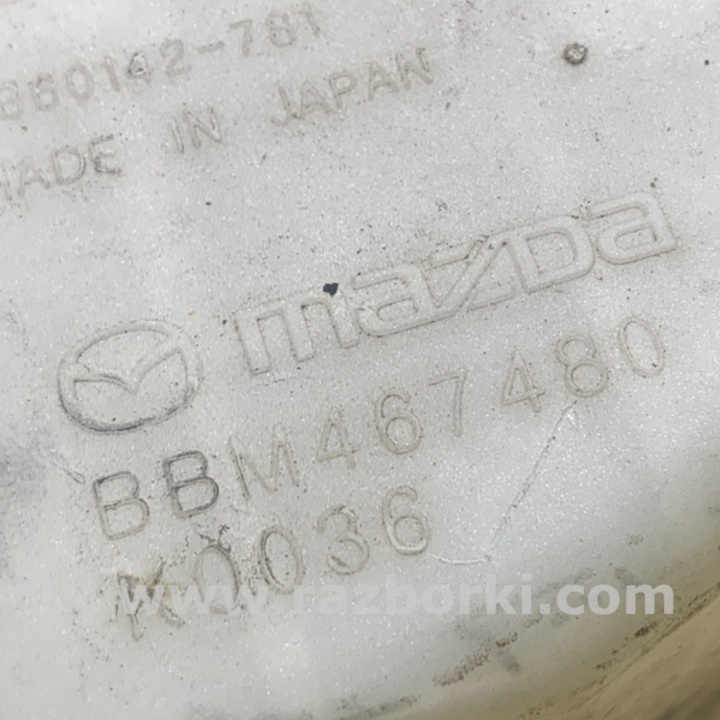 860142-781
MADE IN JAPAN
mazda
BBM467480
K0036
www.razborki.com